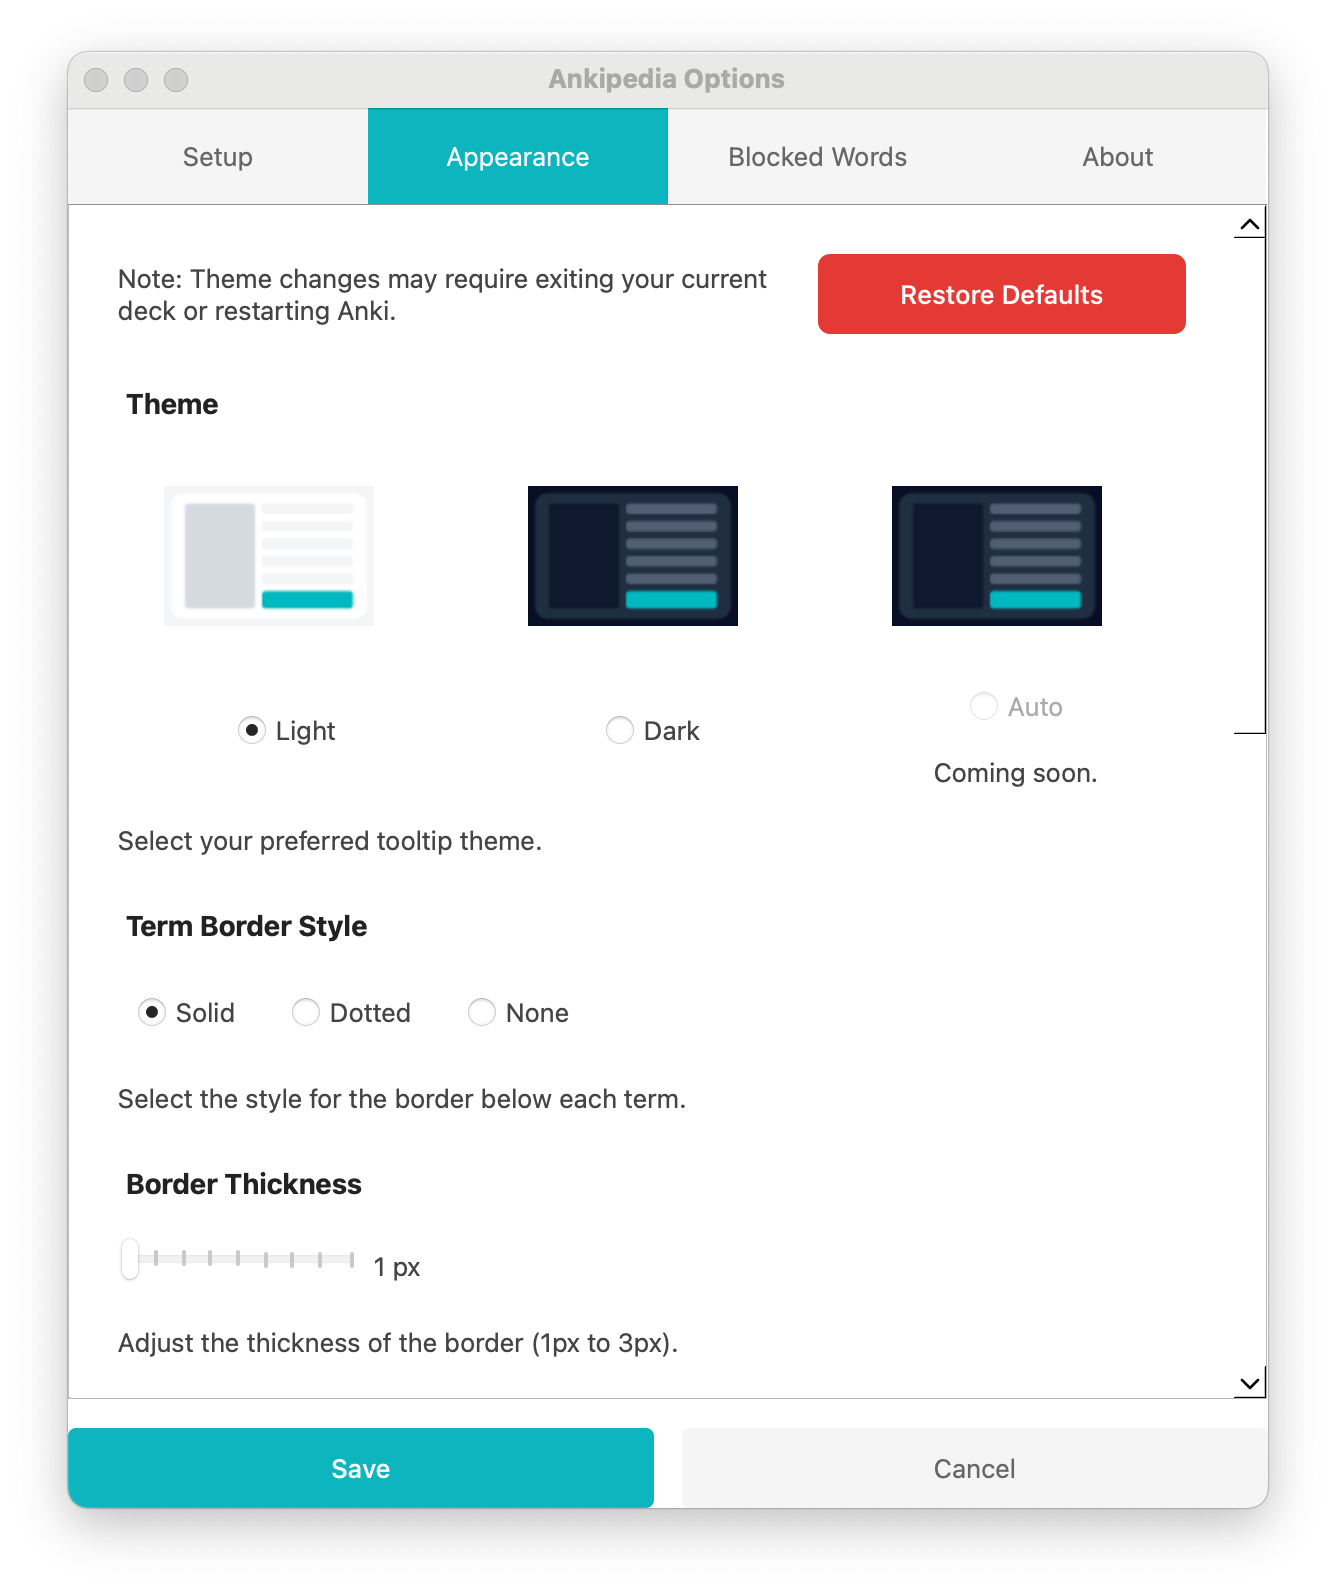 Ankipedia Options
Setup
Appearance
Blocked Words
About
Note: Theme changes may require exiting your current
deck or restarting Anki.
Restore Defaults
Theme
Light
Dark
Auto
Coming soon.
Select your preferred tooltip theme.
Term Border Style
Solid
Dotted
None
Select the style for the border below each term.
Border Thickness
1 px
Adjust the thickness of the border (1px to 3px).
Save
Cancel